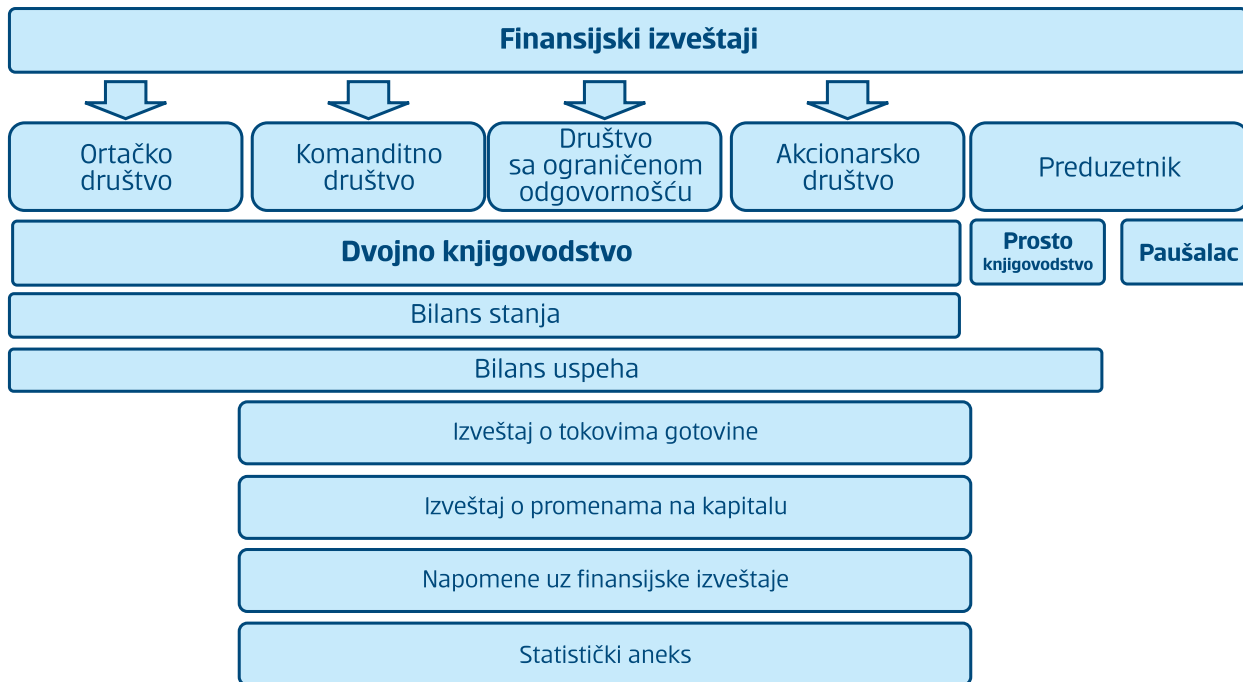 Finansijski izveštaji
Ortačko
društvo
Komanditno
društvo
Društvo
sa ograničenom
odgovornošću
Akcionarsko
društvo
Preduzetnik
Dvojno knjigovodstvo
Prosto
knjigovodstvo
Paušalac
Bilans stanja
Bilans uspeha
Izveštaj o tokovima gotovine
Izveštaj o promenama na kapitalu
Napomene uz finansijske izveštaje
Statistički aneks